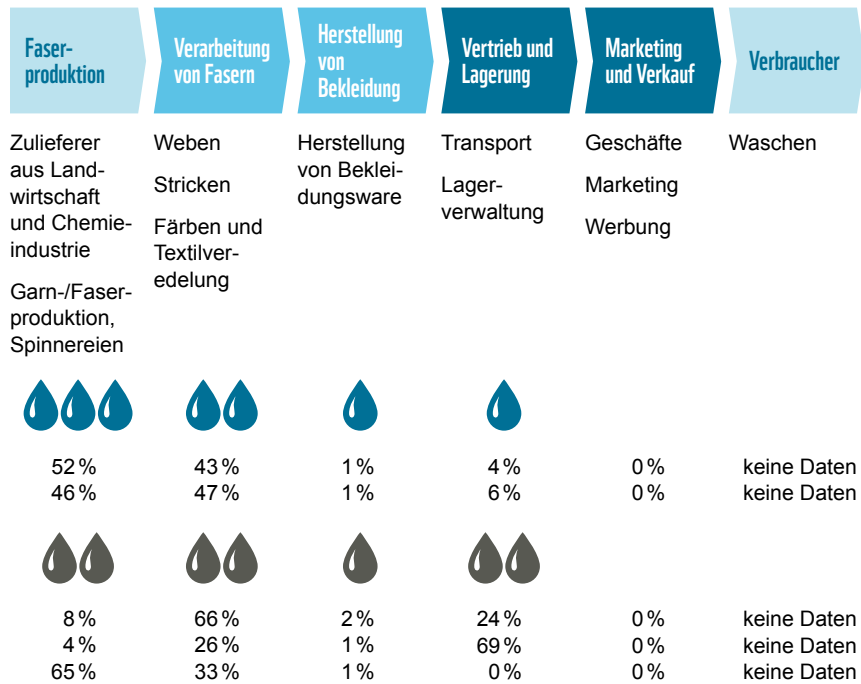 Faser-
produktion
Verarbeitung
von Fasern
Herstellung
von
Bekleidung
Vertrieb und
Lagerung
Marketing
und Verkauf
Verbraucher
Zulieferer
aus Land-
wirtschaft
und Chemie-
industrie
Garn-/Faser-
produktion,
Spinnereien
Weben
Stricken
Färben und
Textilver-
edelung
Herstellung
von Beklei-
dungsware
Transport
Lager-
verwaltung
Geschäfte
Marketing
Werbung
Waschen
52 % 43 % 1 % 4 % 0 % keine Daten
46 % 47 % 1 % 6 % 0 % keine Daten
8 % 66 % 2 % 24 % 0 % keine Daten
4 % 26 % 1 % 69 % 0 % keine Daten
65 % 33 % 1 % 0 % 0 % keine Daten